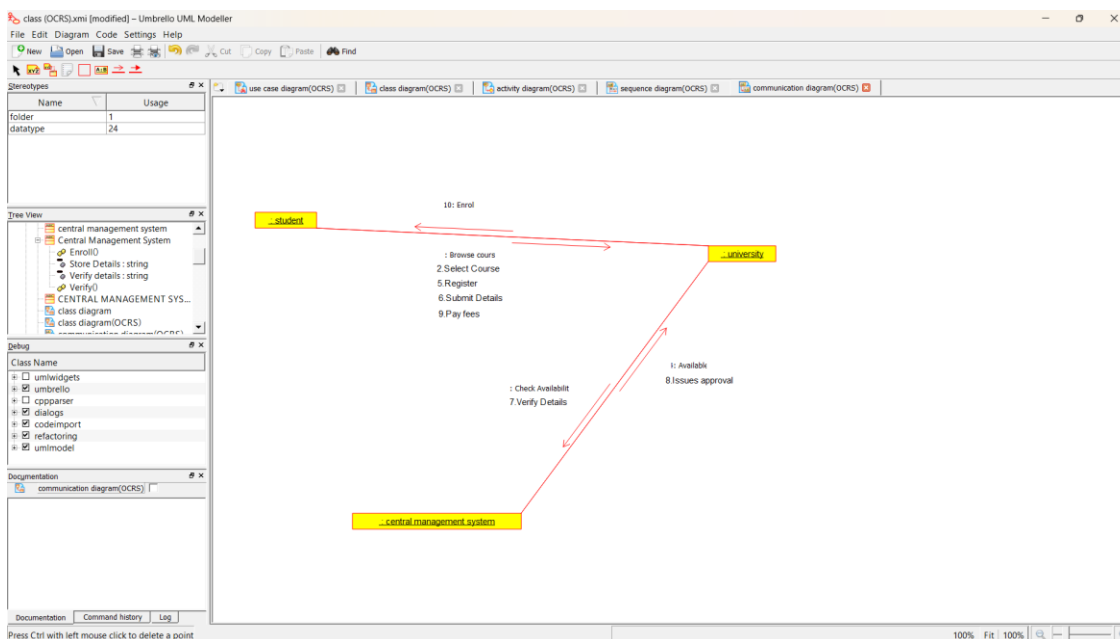 class (OCRS).xmi [modified] – Umbrello UML Modeller
File Edit Diagram Code Settings Help
New Open Save Cut Copy Paste Find
Stereotypes
Name Usage
folder 1
datatype 24
use case diagram(OCRS) class diagram(OCRS) activity diagram(OCRS) sequence diagram(OCRS) communication diagram(OCRS)
Tree View
central management system
Central Management System
Enroll()
Store Details : string
Verify details : string
Verify()
CENTRAL MANAGEMENT SYS...
class diagram
class diagram(OCRS)
communication diagram(OCRS)
Debug
Class Name
umlwidgets
umbrello
cppparser
dialogs
codeimport
refactoring
umlmodel
Documentation
communication diagram(OCRS)
Documentation Command history Log
Press Ctrl with left mouse click to delete a point
100% Fit 100%
10: Enrol
: student
: Browse cours
2.Select Course
5.Register
6.Submit Details
9.Pay fees
: university
: Available
8.Issues approval
: Check Availabilit
7.Verify Details
: central management system